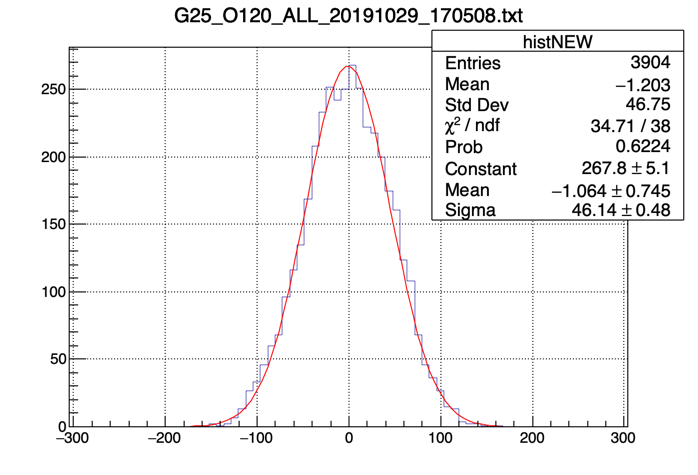 G25_O120_ALL_20191029_170508.txt
histNEW
Entries 3904
Mean −1.203
Std Dev 46.75
χ² / ndf 34.71 / 38
Prob 0.6224
Constant 267.8 ± 5.1
Mean −1.064 ± 0.745
Sigma 46.14 ± 0.48
250
200
150
100
50
0
−300 −200 −100 0 100 200 300